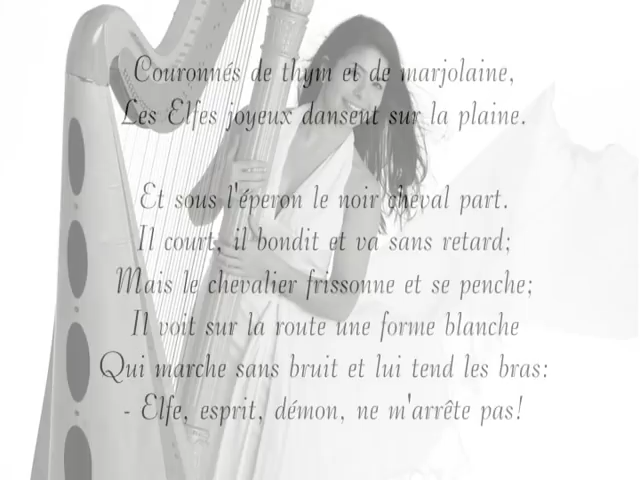 Couronnés de thym et de marjolaine,
Les Elfes joyeux dansent sur la plaine.
Et sous l'éperon le noir cheval part.
Il court, il bondit et va sans retard;
Mais le chevalier frissonne et se penche;
Il voit sur la route une forme blanche
Qui marche sans bruit et lui tend les bras:
- Elfe, esprit, démon, ne m'arrête pas!